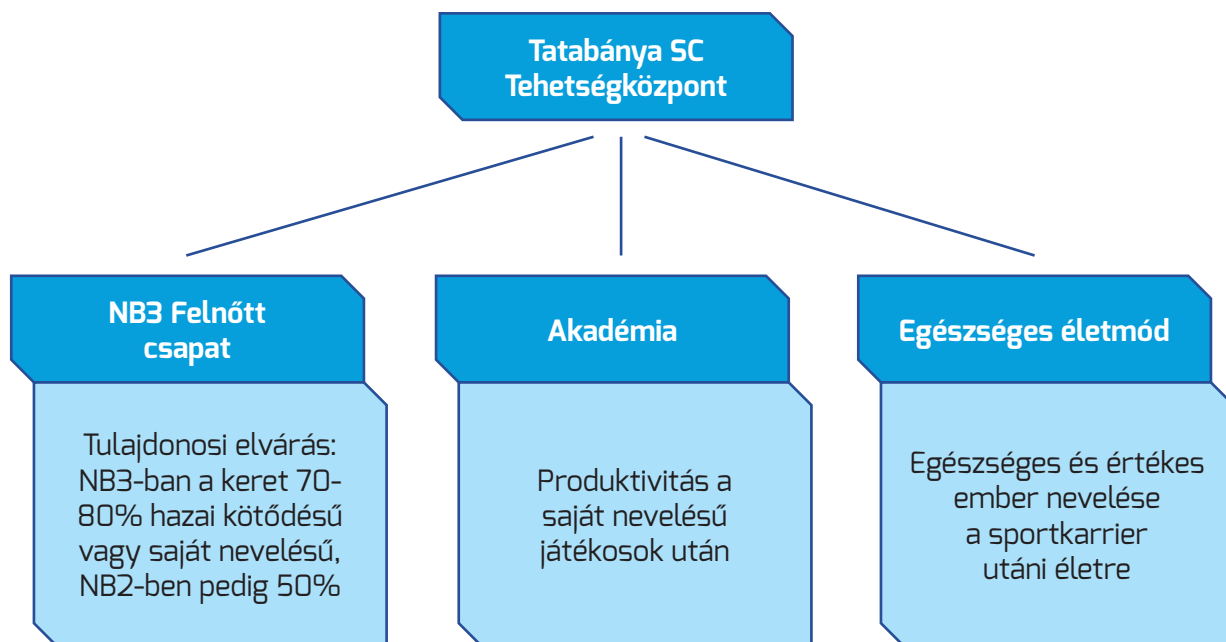 Tatabánya SC
Tehetségközpont
NB3 Felnőtt
csapat
Tulajdonosi elvárás:
NB3-ban a keret 70-
80% hazai kötődésű
vagy saját nevelésű,
NB2-ben pedig 50%
Akadémia
Produktivitás a
saját nevelésű
játékosok után
Egészséges életmód
Egészséges és értékes
ember nevelése
a sportkarrier
utáni életre